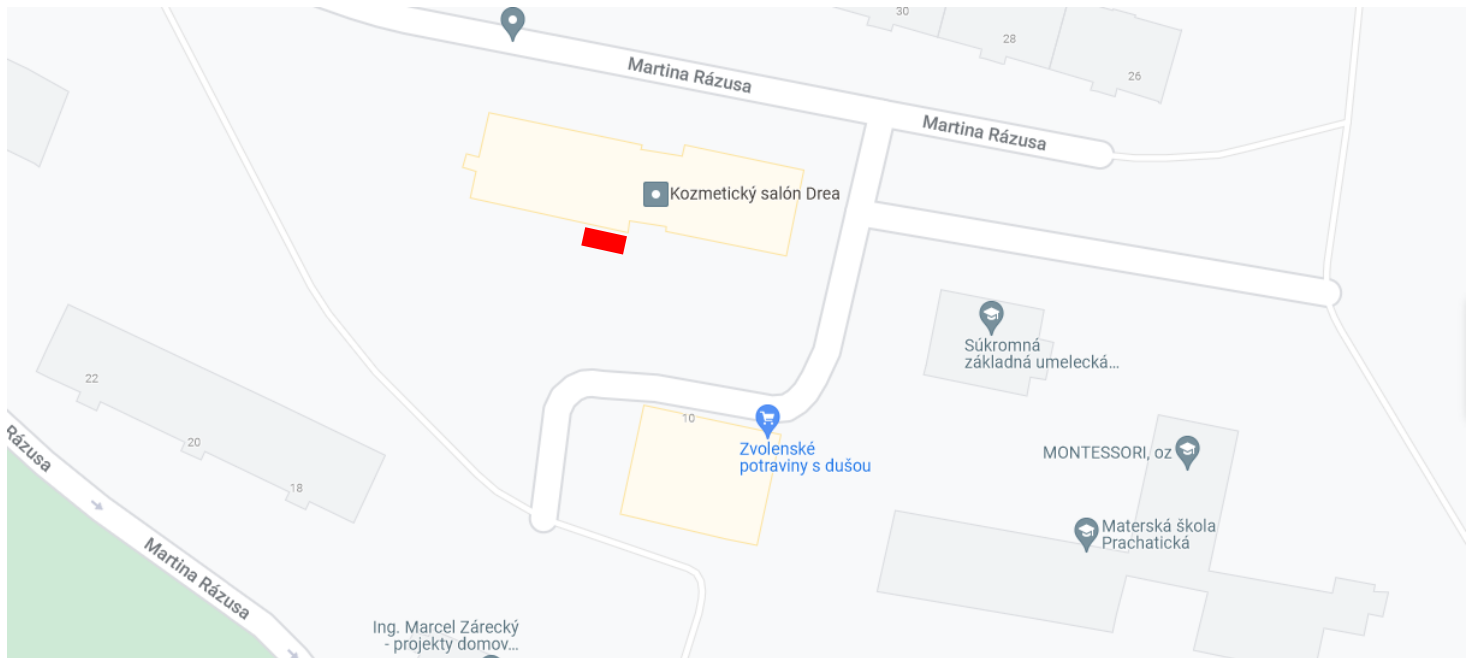 30
28
26
Martina Rázusa
Martina Rázusa
Kozmetický salón Drea
Súkromná
základná umelecká...
22
20
18
10
Zvolenské
potraviny s dušou
Rázusa
MONTESSORI, oz
Materská škola
Prachatická
Martina Rázusa
Ing. Marcel Zárecký
- projekty domov...